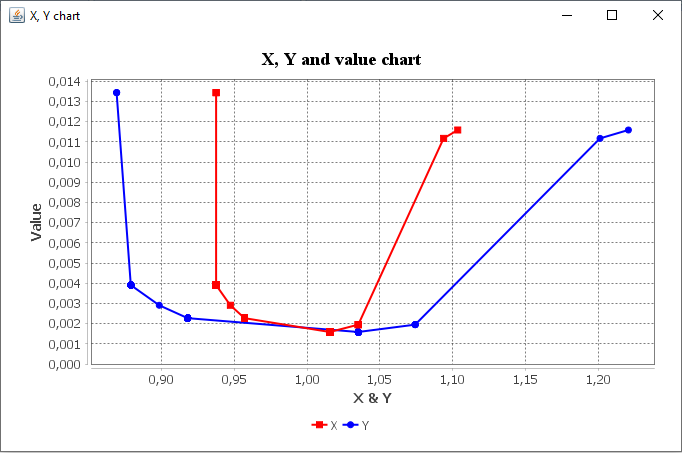 X, Y chart
X, Y and value chart
Value
0,014
0,013
0,012
0,011
0,010
0,009
0,008
0,007
0,006
0,005
0,004
0,003
0,002
0,001
0,000
0,90 0,95 1,00 1,05 1,10 1,15 1,20
X & Y
X Y